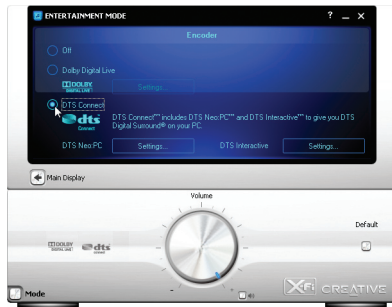 ENTERTAINMENT MODE ? _ X
Encoder
Off
Dolby Digital Live
DOLBY
DIGITAL LIVE
Settings...
DTS Connect
dts
Connect
DTS Connect™ includes DTS Neo:PC™ and DTS Interactive™ to give you DTS
Digital Surround® on your PC.
DTS Neo:PC Settings... DTS Interactive Settings...
Main Display
Volume
Default
DOLBY
DIGITAL LIVE
dts
- +
Mode
X-Fi CREATIVE